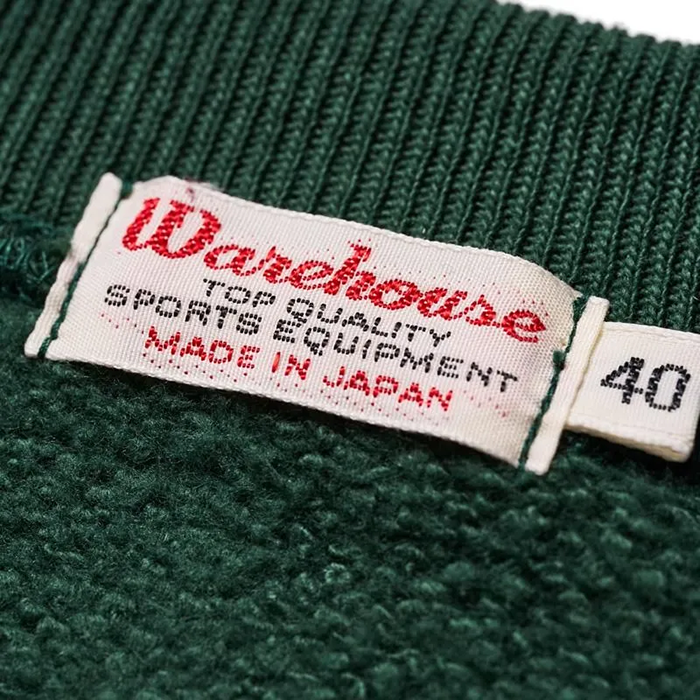 Warehouse
TOP QUALITY
SPORTS EQUIPMENT
MADE IN JAPAN
40